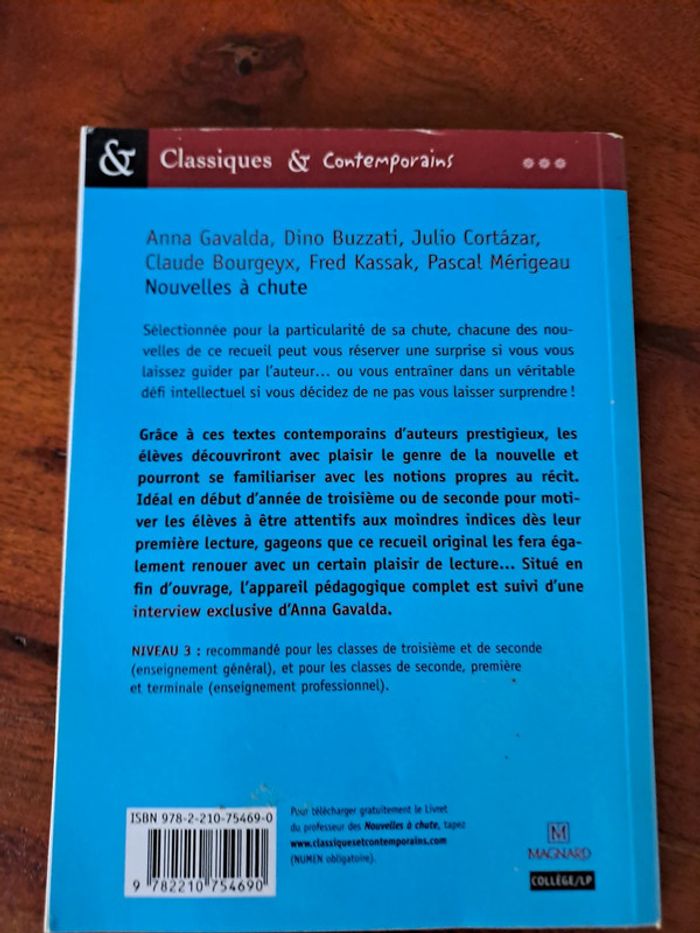 & Classiques & Contemporains ***
Anna Gavalda, Dino Buzzati, Julio Cortázar,
Claude Bourgeyx, Fred Kassak, Pascal Mérigeau
Nouvelles à chute
Sélectionnée pour la particularité de sa chute, chacune des nou-
velles de ce recueil peut vous réserver une surprise si vous vous
laissez guider par l'auteur... ou vous entraîner dans un véritable
défi intellectuel si vous décidez de ne pas vous laisser surprendre !
Grâce à ces textes contemporains d'auteurs prestigieux, les
élèves découvriront avec plaisir le genre de la nouvelle et
pourront se familiariser avec les notions propres au récit.
Idéal en début d'année de troisième ou de seconde pour moti-
ver les élèves à être attentifs aux moindres indices dès leur
première lecture, gageons que ce recueil original les fera éga-
lement renouer avec un certain plaisir de lecture... Situé en
fin d'ouvrage, l'appareil pédagogique complet est suivi d'une
interview exclusive d'Anna Gavalda.
NIVEAU 3 : recommandé pour les classes de troisième et de seconde
(enseignement général), et pour les classes de seconde, première
et terminale (enseignement professionnel).
ISBN 978-2-210-75469-0
9 782210 754690
Pour télécharger gratuitement le Livret
du professeur des Nouvelles à chute, tapez
www.classiquesetcontemporains.com
(NUMEN obligatoire).
M
MAGNARD
COLLÈGE/LP